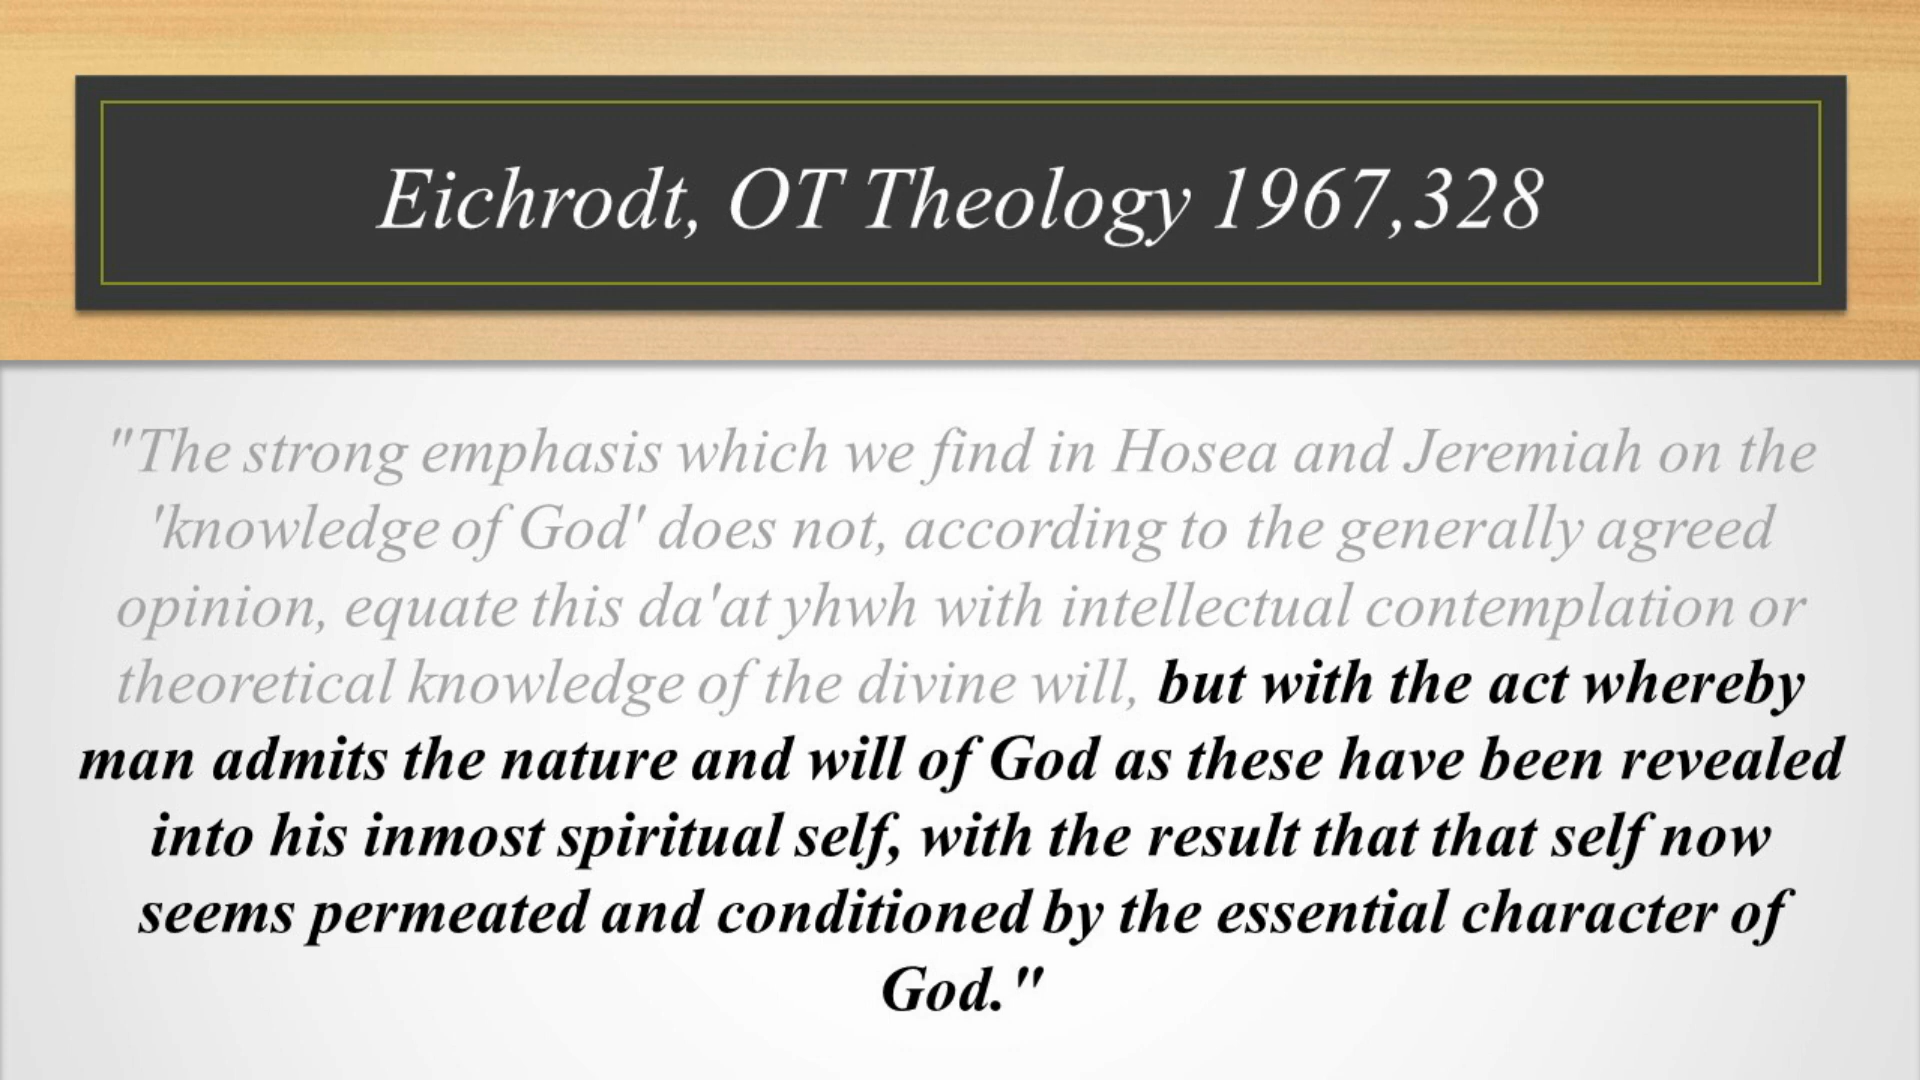 Eichrodt, OT Theology 1967,328
"The strong emphasis which we find in Hosea and Jeremiah on the
'knowledge of God' does not, according to the generally agreed
opinion, equate this da'at yhwh with intellectual contemplation or
theoretical knowledge of the divine will, but with the act whereby
man admits the nature and will of God as these have been revealed
into his inmost spiritual self, with the result that that self now
seems permeated and conditioned by the essential character of
God."